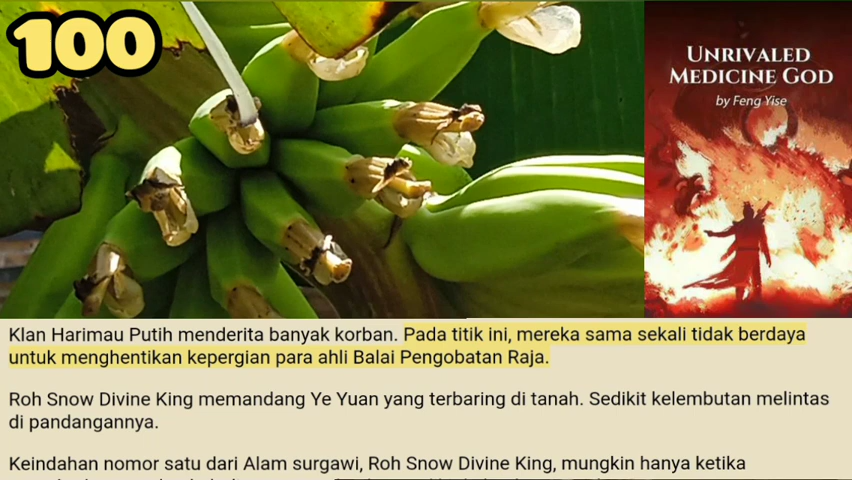 100
UNRIVALED
MEDICINE GOD
by Feng Yise
Klan Harimau Putih menderita banyak korban. Pada titik ini, mereka sama sekali tidak berdaya
untuk menghentikan kepergian para ahli Balai Pengobatan Raja.
Roh Snow Divine King memandang Ye Yuan yang terbaring di tanah. Sedikit kelembutan melintas
di pandangannya.
Keindahan nomor satu dari Alam surgawi, Roh Snow Divine King, mungkin hanya ketika